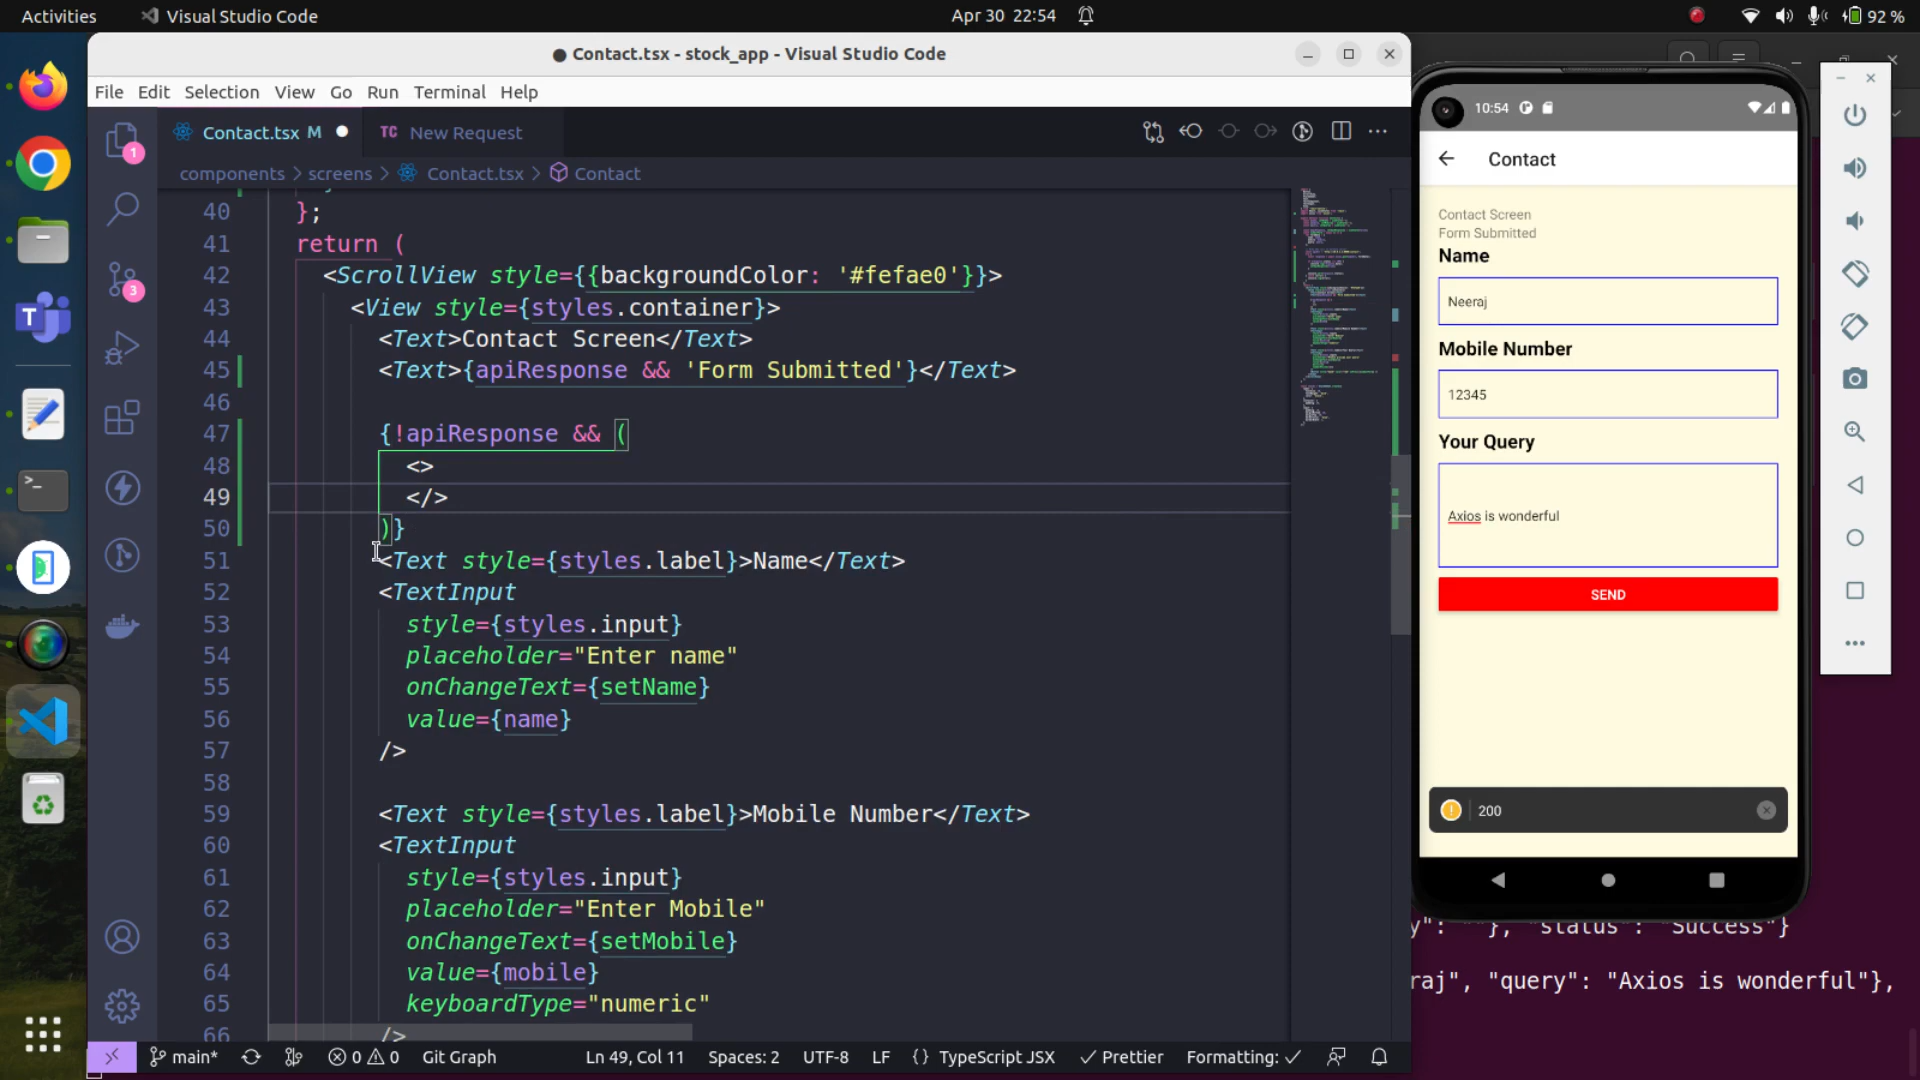 Activities
Visual Studio Code
Apr 30 22:54
92 %
● Contact.tsx - stock_app - Visual Studio Code
File Edit Selection View Go Run Terminal Help
Contact.tsx M
TC New Request
components > screens > Contact.tsx > Contact
40 };
41 return (
42 <ScrollView style={{backgroundColor: '#fefae0'}}>
43 <View style={styles.container}>
44 <Text>Contact Screen</Text>
45 <Text>{apiResponse && 'Form Submitted'}</Text>
46
47 {!apiResponse && (
48 <>
49 </>
50 )}
51 <Text style={styles.label}>Name</Text>
52 <TextInput
53 style={styles.input}
54 placeholder="Enter name"
55 onChangeText={setName}
56 value={name}
57 />
58
59 <Text style={styles.label}>Mobile Number</Text>
60 <TextInput
61 style={styles.input}
62 placeholder="Enter Mobile"
63 onChangeText={setMobile}
64 value={mobile}
65 keyboardType="numeric"
66 />
1
3
main*
0
0
Git Graph
Ln 49, Col 11
Spaces: 2
UTF-8
LF
{} TypeScript JSX
Prettier
Formatting:
10:54
Contact
Contact Screen
Form Submitted
Name
Neeraj
Mobile Number
12345
Your Query
Axios is wonderful
SEND
200
y": ""}, "status": "Success"}
raj", "query": "Axios is wonderful"},